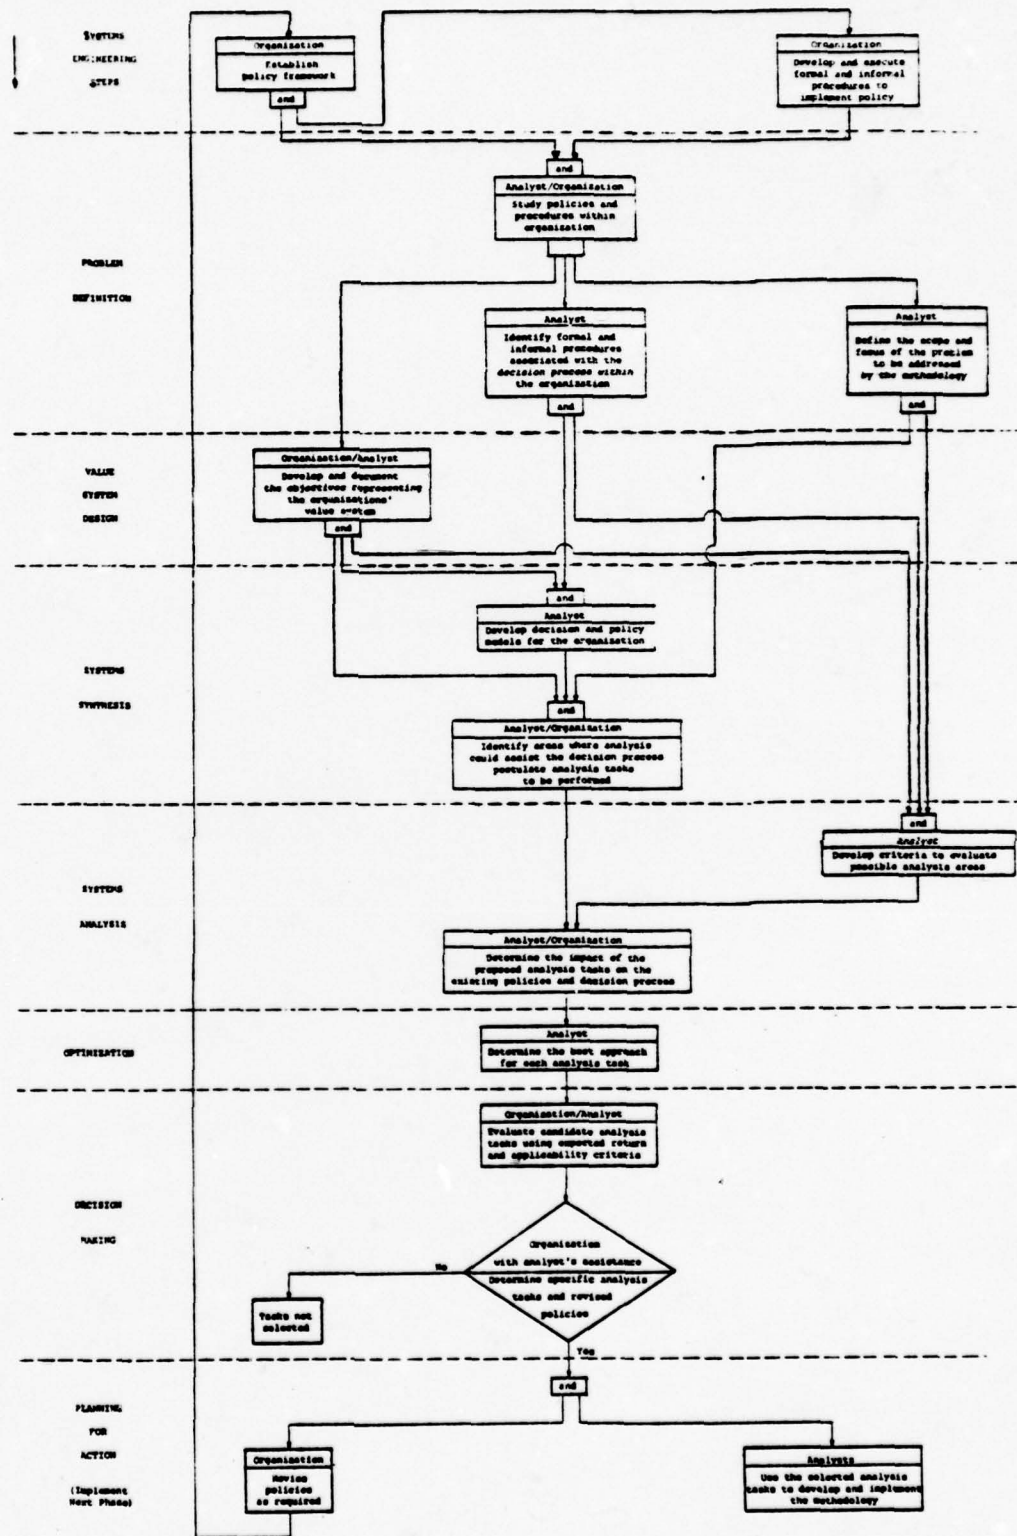 SYSTEMS
ENGINEERING
STEPS
Organization
Establish
policy framework
and
Organization
Develop and execute
formal and informal
procedures to
implement policy
and
Analyst/Organization
Study policies and
procedures within
organization
PROBLEM
DEFINITION
Analyst
Identify formal and
informal procedures
associated with the
decision process within
the organization
and
Analyst
Define the scope and
focus of the problem
to be addressed
by the methodology
and
VALUE
SYSTEM
DESIGN
Organization/Analyst
Develop and document
the objectives representing
the organizations'
value system
and
and
Analyst
Develop decision and policy
models for the organization
SYSTEMS
SYNTHESIS
and
Analyst/Organization
Identify areas where analysis
could assist the decision process
postulate analysis tasks
to be performed
and
Analyst
Develop criteria to evaluate
possible analysis areas
SYSTEMS
ANALYSIS
Analyst/Organization
Determine the impact of the
proposed analysis tasks on the
existing policies and decision process
OPTIMIZATION
Analyst
Determine the best approach
for each analysis task
Organization/Analyst
Evaluate candidate analysis
tasks using expected return
and applicability criteria
DECISION
MAKING
Organization
with analyst's assistance
Determine specific analysis
tasks and revised
policies
No
Tasks not
selected
Yes
and
PLANNING
FOR
ACTION
(Implement
Next Phase)
Organization
Revise
policies
as required
Analysts
Use the selected analysis
tasks to develop and implement
the methodology